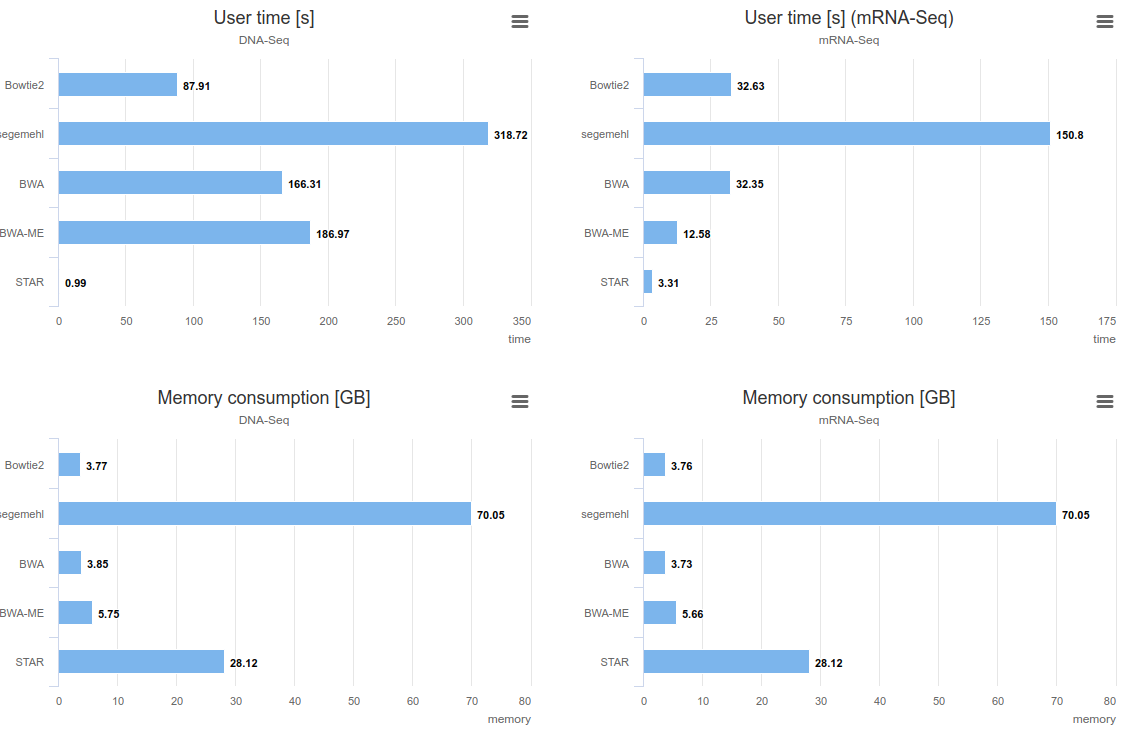 User time [s]
DNA-Seq
Bowtie2
87.91
segemehl
318.72
BWA
166.31
BWA-ME
186.97
STAR
0.99
0 50 100 150 200 250 300 350
time
User time [s] (mRNA-Seq)
mRNA-Seq
Bowtie2
32.63
segemehl
150.8
BWA
32.35
BWA-ME
12.58
STAR
3.31
0 25 50 75 100 125 150 175
time
Memory consumption [GB]
DNA-Seq
Bowtie2
3.77
segemehl
70.05
BWA
3.85
BWA-ME
5.75
STAR
28.12
0 10 20 30 40 50 60 70 80
memory
Memory consumption [GB]
mRNA-Seq
Bowtie2
3.76
segemehl
70.05
BWA
3.73
BWA-ME
5.66
STAR
28.12
0 10 20 30 40 50 60 70 80
memory